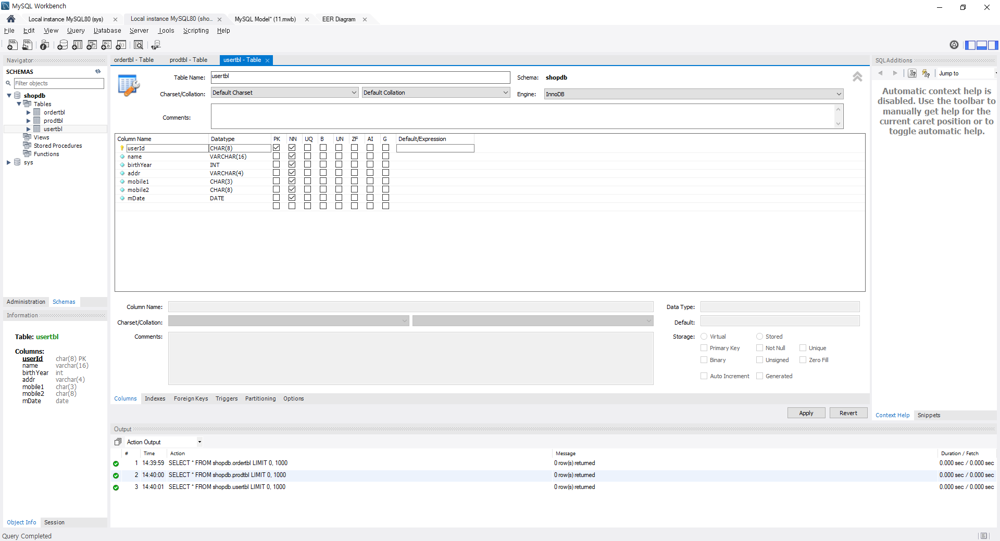 MySQL Workbench
Local instance MySQL80 (sys) Local instance MySQL80 (sho... MySQL Model* (11.mwb) EER Diagram
File Edit View Query Database Server Tools Scripting Help
Navigator
SCHEMAS
Filter objects
shopdb
Tables
ordertbl
prodtbl
usertbl
Views
Stored Procedures
Functions
sys
Administration Schemas
Information
Table: usertbl
Columns:
userId char(8) PK
name varchar(16)
birthYear int
addr varchar(4)
mobile1 char(3)
mobile2 char(8)
mDate date
Object Info Session
ordertbl - Table prodtbl - Table usertbl - Table
Table Name: usertbl Schema: shopdb
Charset/Collation: Default Charset Default Collation Engine: InnoDB
Comments:
Column Name Datatype PK NN UQ B UN ZF AI G Default/Expression
userId CHAR(8)
name VARCHAR(16)
birthYear INT
addr VARCHAR(4)
mobile1 CHAR(3)
mobile2 CHAR(8)
mDate DATE
Column Name: Data Type:
Charset/Collation: Default:
Comments: Storage: Virtual Stored
Primary Key Not Null Unique
Binary Unsigned Zero Fill
Auto Increment Generated
Columns Indexes Foreign Keys Triggers Partitioning Options
Apply Revert
SQLAdditions
Jump to
Automatic context help is
disabled. Use the toolbar to
manually get help for the
current caret position or to
toggle automatic help.
Context Help Snippets
Output
Action Output
# Time Action Message Duration / Fetch
1 14:39:59 SELECT * FROM shopdb.ordertbl LIMIT 0, 1000 0 row(s) returned 0.000 sec / 0.000 sec
2 14:40:00 SELECT * FROM shopdb.prodtbl LIMIT 0, 1000 0 row(s) returned 0.000 sec / 0.000 sec
3 14:40:01 SELECT * FROM shopdb.usertbl LIMIT 0, 1000 0 row(s) returned 0.000 sec / 0.000 sec
Query Completed